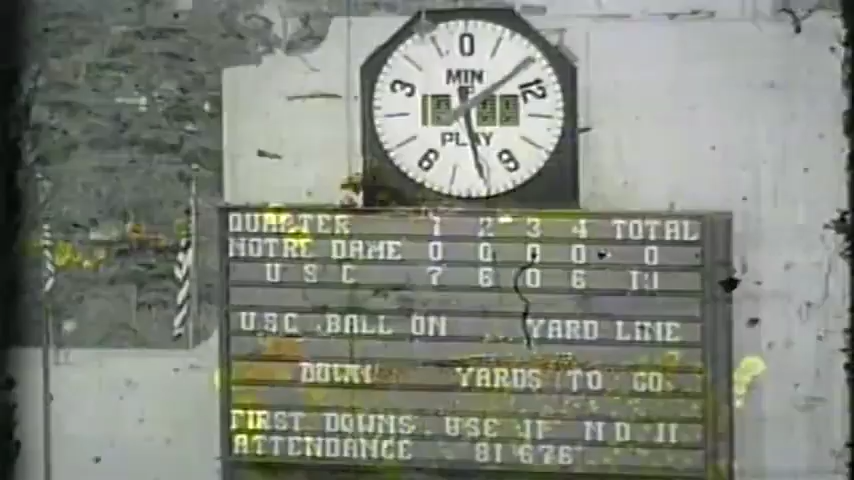 0
3 MIN 12
OF
PLAY
6 9
QUARTER 1 2 3 4 TOTAL
NOTRE DAME 0 0 0 0 0
U S C 7 6 0 6
USC BALL ON YARD LINE
DOWN YARDS TO GO
FIRST DOWNS USC N D
ATTENDANCE 81 676